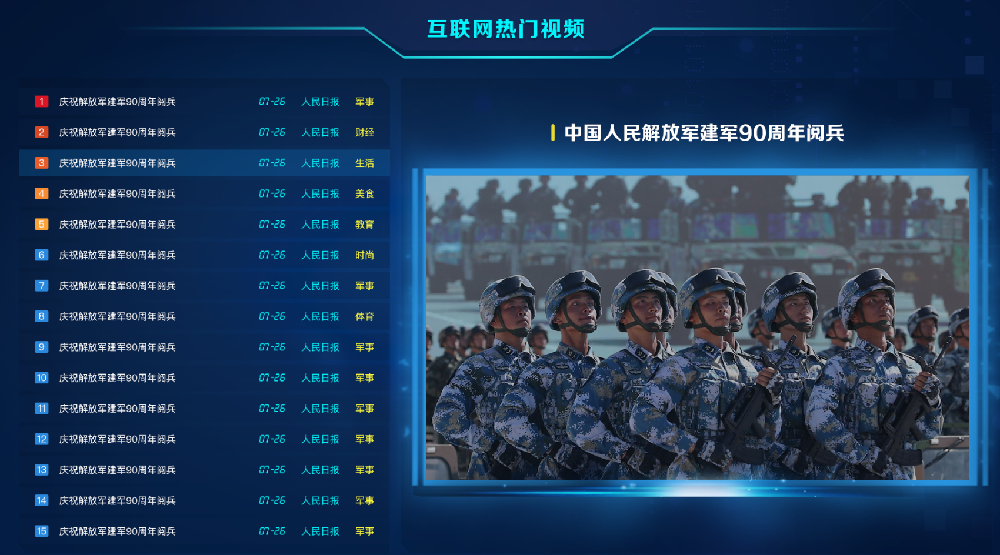 互联网热门视频
1 庆祝解放军建军90周年阅兵 07-26 人民日报 军事
2 庆祝解放军建军90周年阅兵 07-26 人民日报 财经
3 庆祝解放军建军90周年阅兵 07-26 人民日报 生活
4 庆祝解放军建军90周年阅兵 07-26 人民日报 美食
5 庆祝解放军建军90周年阅兵 07-26 人民日报 教育
6 庆祝解放军建军90周年阅兵 07-26 人民日报 时尚
7 庆祝解放军建军90周年阅兵 07-26 人民日报 军事
8 庆祝解放军建军90周年阅兵 07-26 人民日报 体育
9 庆祝解放军建军90周年阅兵 07-26 人民日报 军事
10 庆祝解放军建军90周年阅兵 07-26 人民日报 军事
11 庆祝解放军建军90周年阅兵 07-26 人民日报 军事
12 庆祝解放军建军90周年阅兵 07-26 人民日报 军事
13 庆祝解放军建军90周年阅兵 07-26 人民日报 军事
14 庆祝解放军建军90周年阅兵 07-26 人民日报 军事
15 庆祝解放军建军90周年阅兵 07-26 人民日报 军事
中国人民解放军建军90周年阅兵